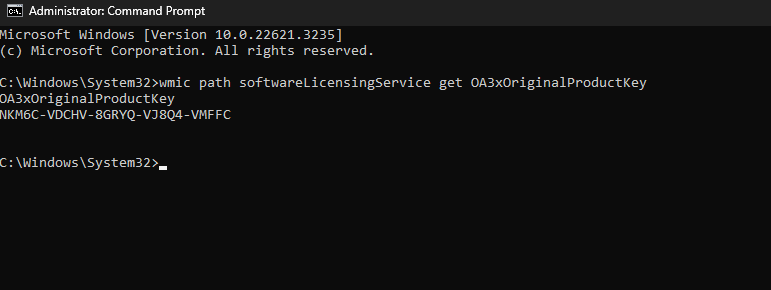 Administrator: Command Prompt
Microsoft Windows [Version 10.0.22621.3235]
(c) Microsoft Corporation. All rights reserved.
C:\Windows\System32>wmic path softwareLicensingService get OA3xOriginalProductKey
OA3xOriginalProductKey
NKM6C-VDCHV-8GRYQ-VJ8Q4-VMFFC
C:\Windows\System32>